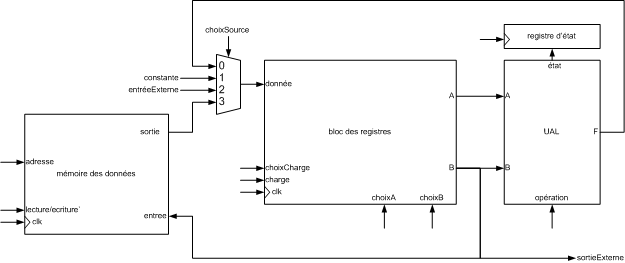 choixSource
registre d'état
état
0
constante
1
entréeExterne
2
3
donnée
A
A
F
sortie
bloc des registres
UAL
adresse
mémoire des données
choixCharge
B
B
charge
clk
choixA
choixB
opération
lecture/ecriture'
entree
clk
sortieExterne